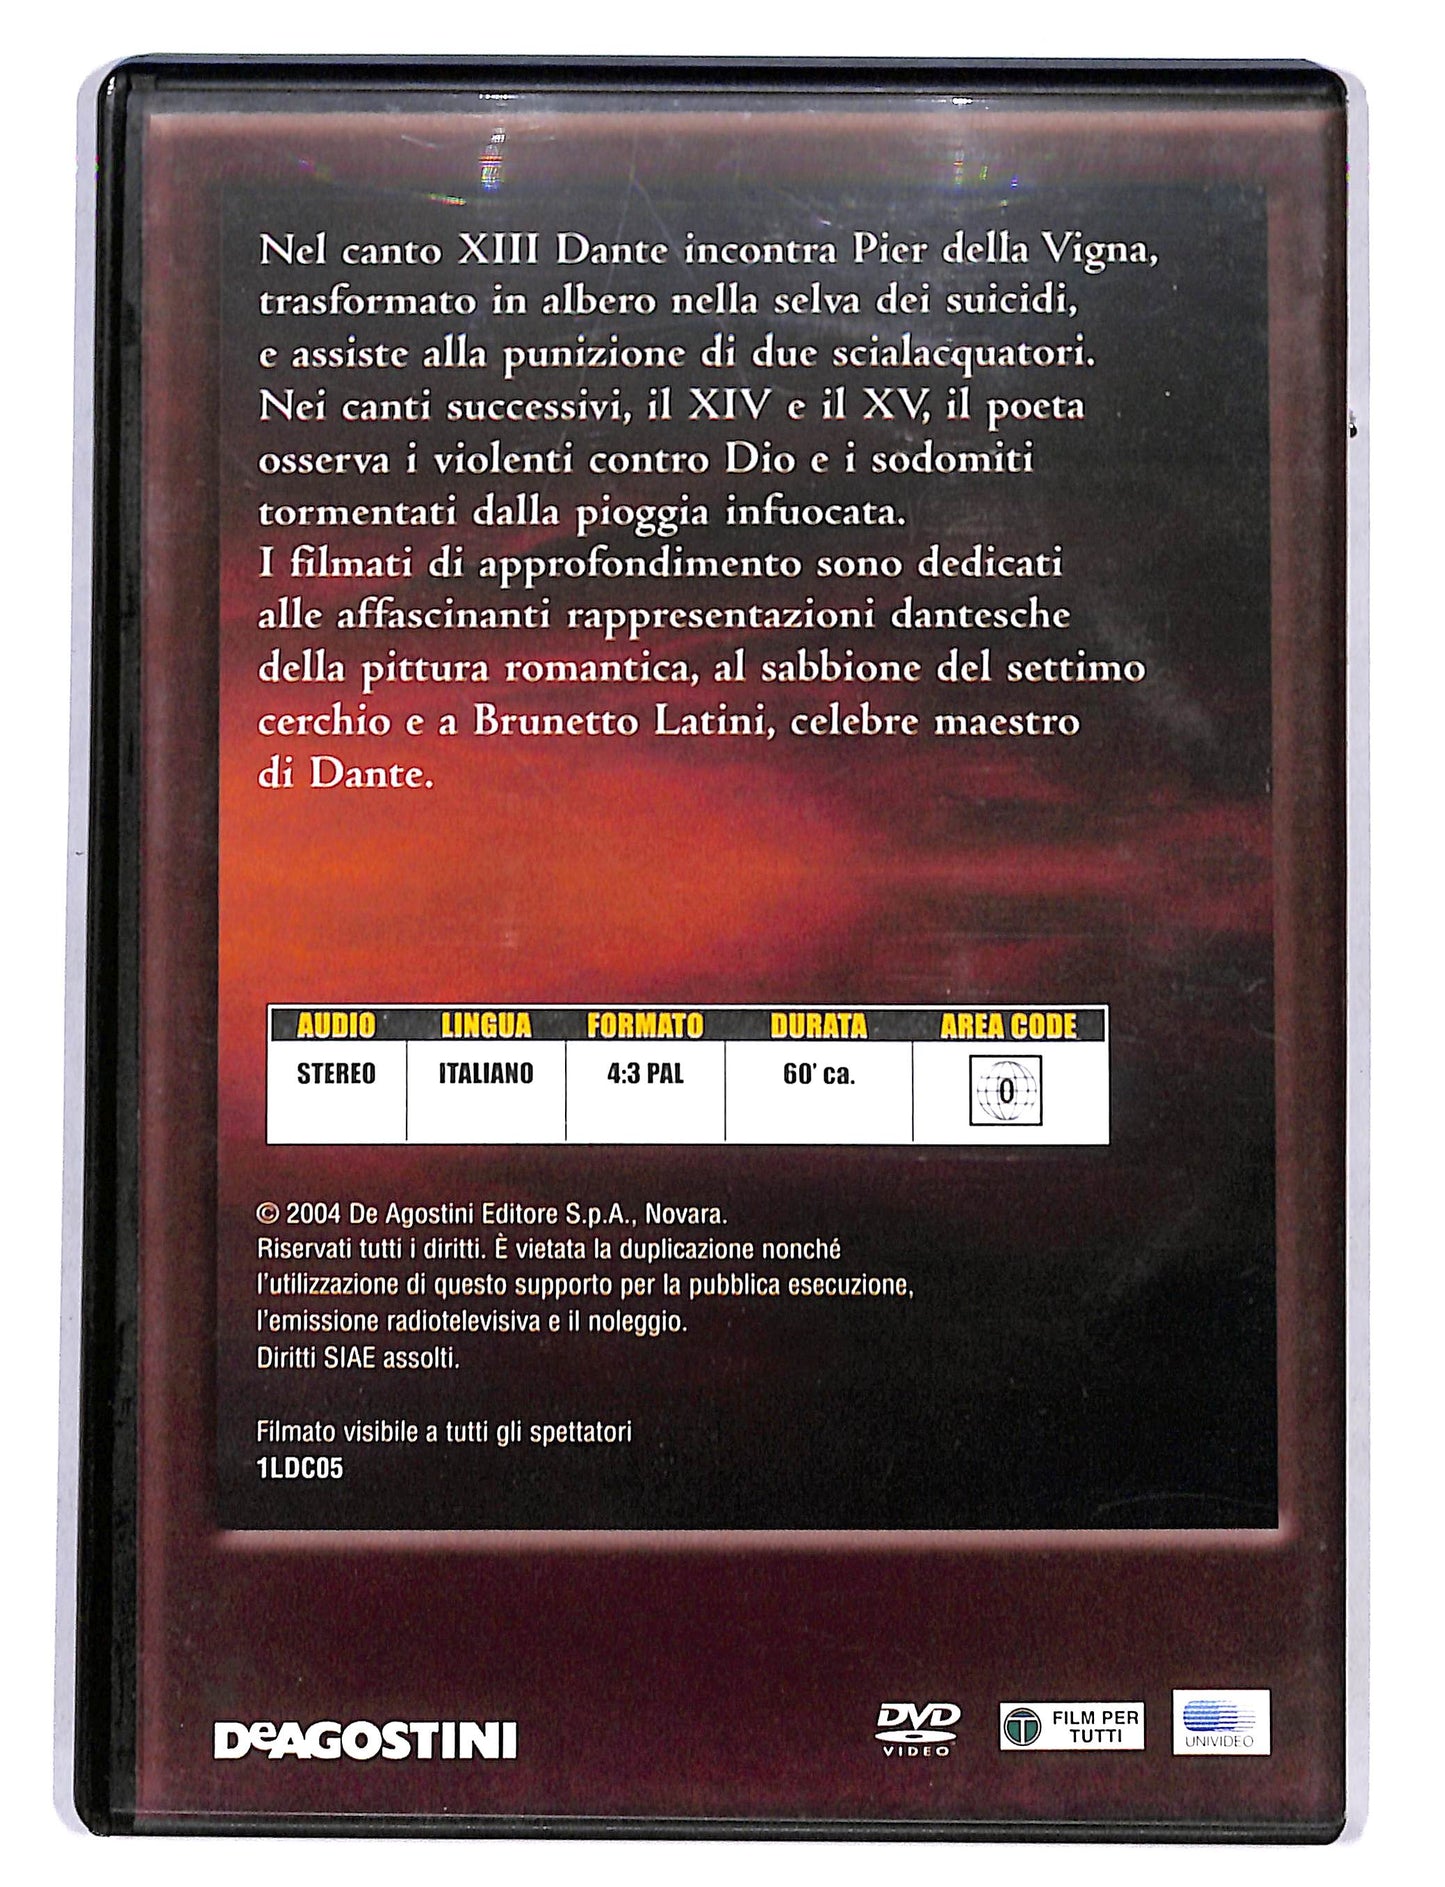 Nel canto XIII Dante incontra Pier della Vigna,
trasformato in albero nella selva dei suicidi,
e assiste alla punizione di due scialacquatori.
Nei canti successivi, il XIV e il XV, il poeta
osserva i violenti contro Dio e i sodomiti
tormentati dalla pioggia infuocata.
I filmati di approfondimento sono dedicati
alle affascinanti rappresentazioni dantesche
della pittura romantica, al sabbione del settimo
cerchio e a Brunetto Latini, celebre maestro
di Dante.
AUDIO LINGUA FORMATO DURATA AREA CODE
STEREO ITALIANO 4:3 PAL 60' ca. 0
© 2004 De Agostini Editore S.p.A., Novara.
Riservati tutti i diritti. È vietata la duplicazione nonché
l'utilizzazione di questo supporto per la pubblica esecuzione,
l'emissione radiotelevisiva e il noleggio.
Diritti SIAE assolti.
Filmato visibile a tutti gli spettatori
1LDC05
DeAGOSTINI
DVD
VIDEO
T FILM PER
TUTTI
UNIVIDEO